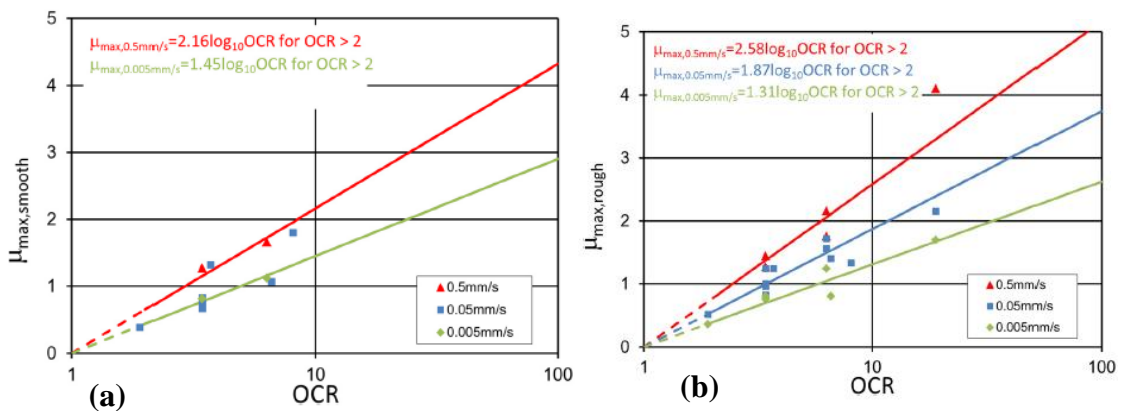 5
4
3
2
1
0
μmax,smooth
μmax,0.5mm/s=2.16log10OCR for OCR > 2
μmax,0.005mm/s=1.45log10OCR for OCR > 2
0.5mm/s
0.05mm/s
0.005mm/s
1
10
100
OCR
(a)
5
4
3
2
1
0
μmax,rough
μmax,0.5mm/s=2.58log10OCR for OCR > 2
μmax,0.05mm/s=1.87log10OCR for OCR > 2
μmax,0.005mm/s=1.31log10OCR for OCR > 2
0.5mm/s
0.05mm/s
0.005mm/s
1
10
100
OCR
(b)